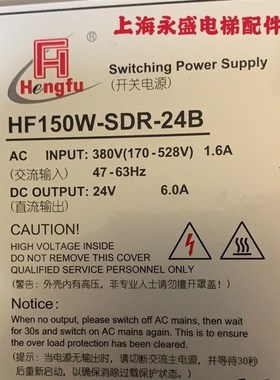 上海永盛电梯配件
Hengfu
®
Switching Power Supply
(开关电源)
HF150W-SDR-24B
AC INPUT: 380V(170-528V) 1.6A
(交流输入) 47-63Hz
DC OUTPUT: 24V 6.0A
(直流输出)
CAUTION!
HIGH VOLTAGE INSIDE
DO NOT REMOVE COVER THIS COVER
QUALIFIED SERVICE PERSONNEL ONLY
(警告：外壳内有高压，非专业人士请勿擅开罩盖！)
Notice:
When no output, please switch off AC mains, then wait
for 30s and switch on AC mains again. This is to ensure
the over load protection has been cleared.
(提示：当电源无输出时，请切断交流主电源，并等待30秒
后重新启动，以确保消除过载保护状态。)